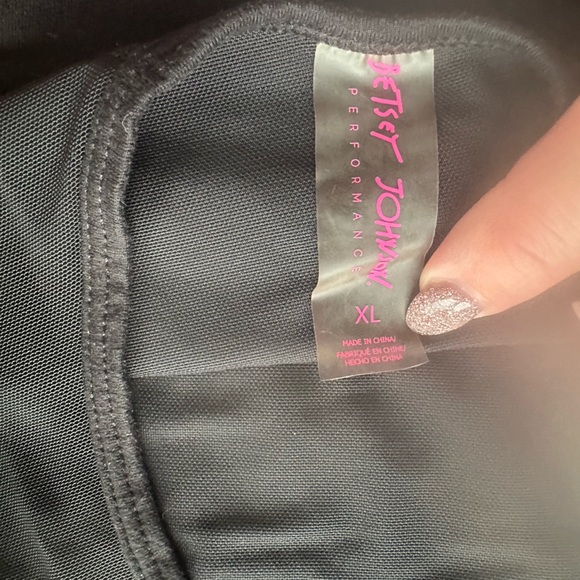 BETSEY JOHNSON.
PERFORMANCE
XL
MADE IN CHINA
FABRIQUÉ EN CHINE
HECHO EN CHINA